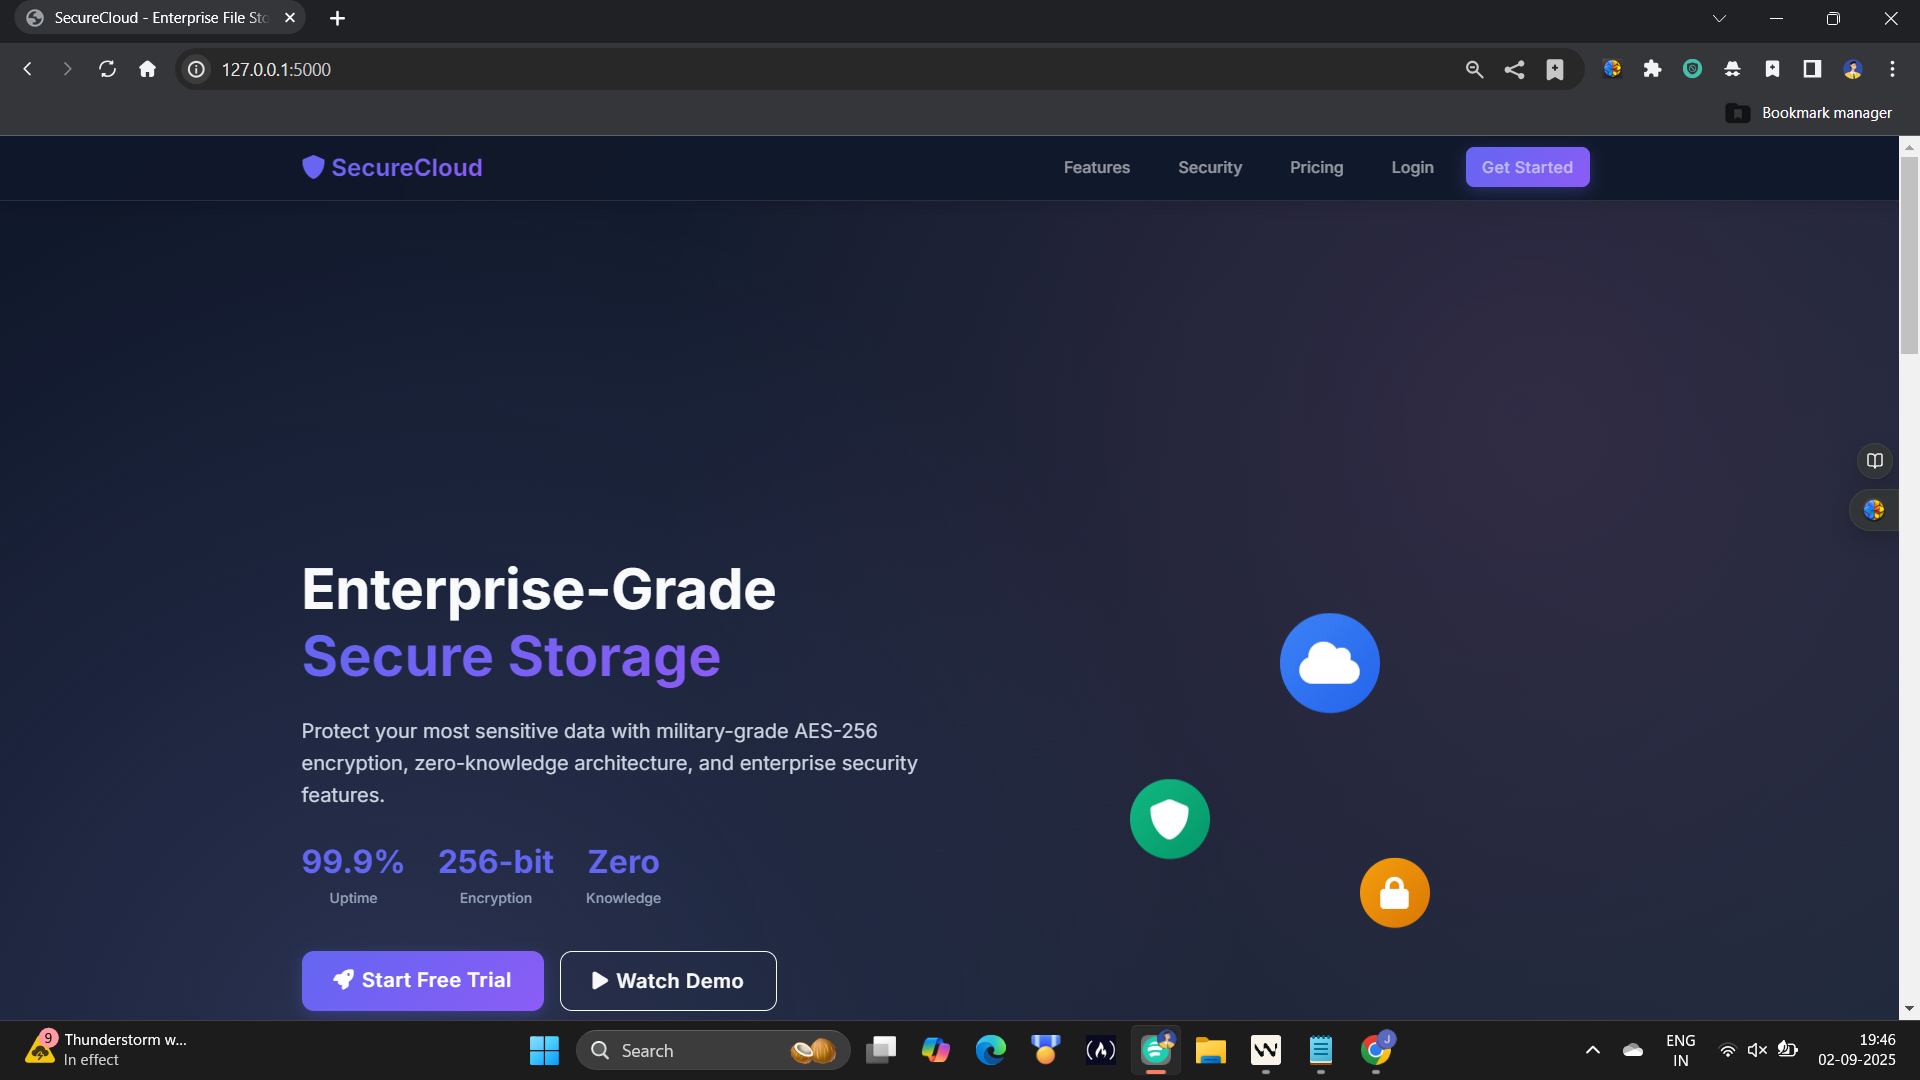 SecureCloud - Enterprise File Sto
127.0.0.1:5000
Bookmark manager
SecureCloud
Features
Security
Pricing
Login
Get Started
Enterprise-Grade
Secure Storage
Protect your most sensitive data with military-grade AES-256
encryption, zero-knowledge architecture, and enterprise security
features.
99.9%
256-bit
Zero
Uptime
Encryption
Knowledge
Start Free Trial
Watch Demo
9
Thunderstorm w...
In effect
Search
J
ENG
IN
19:46
02-09-2025